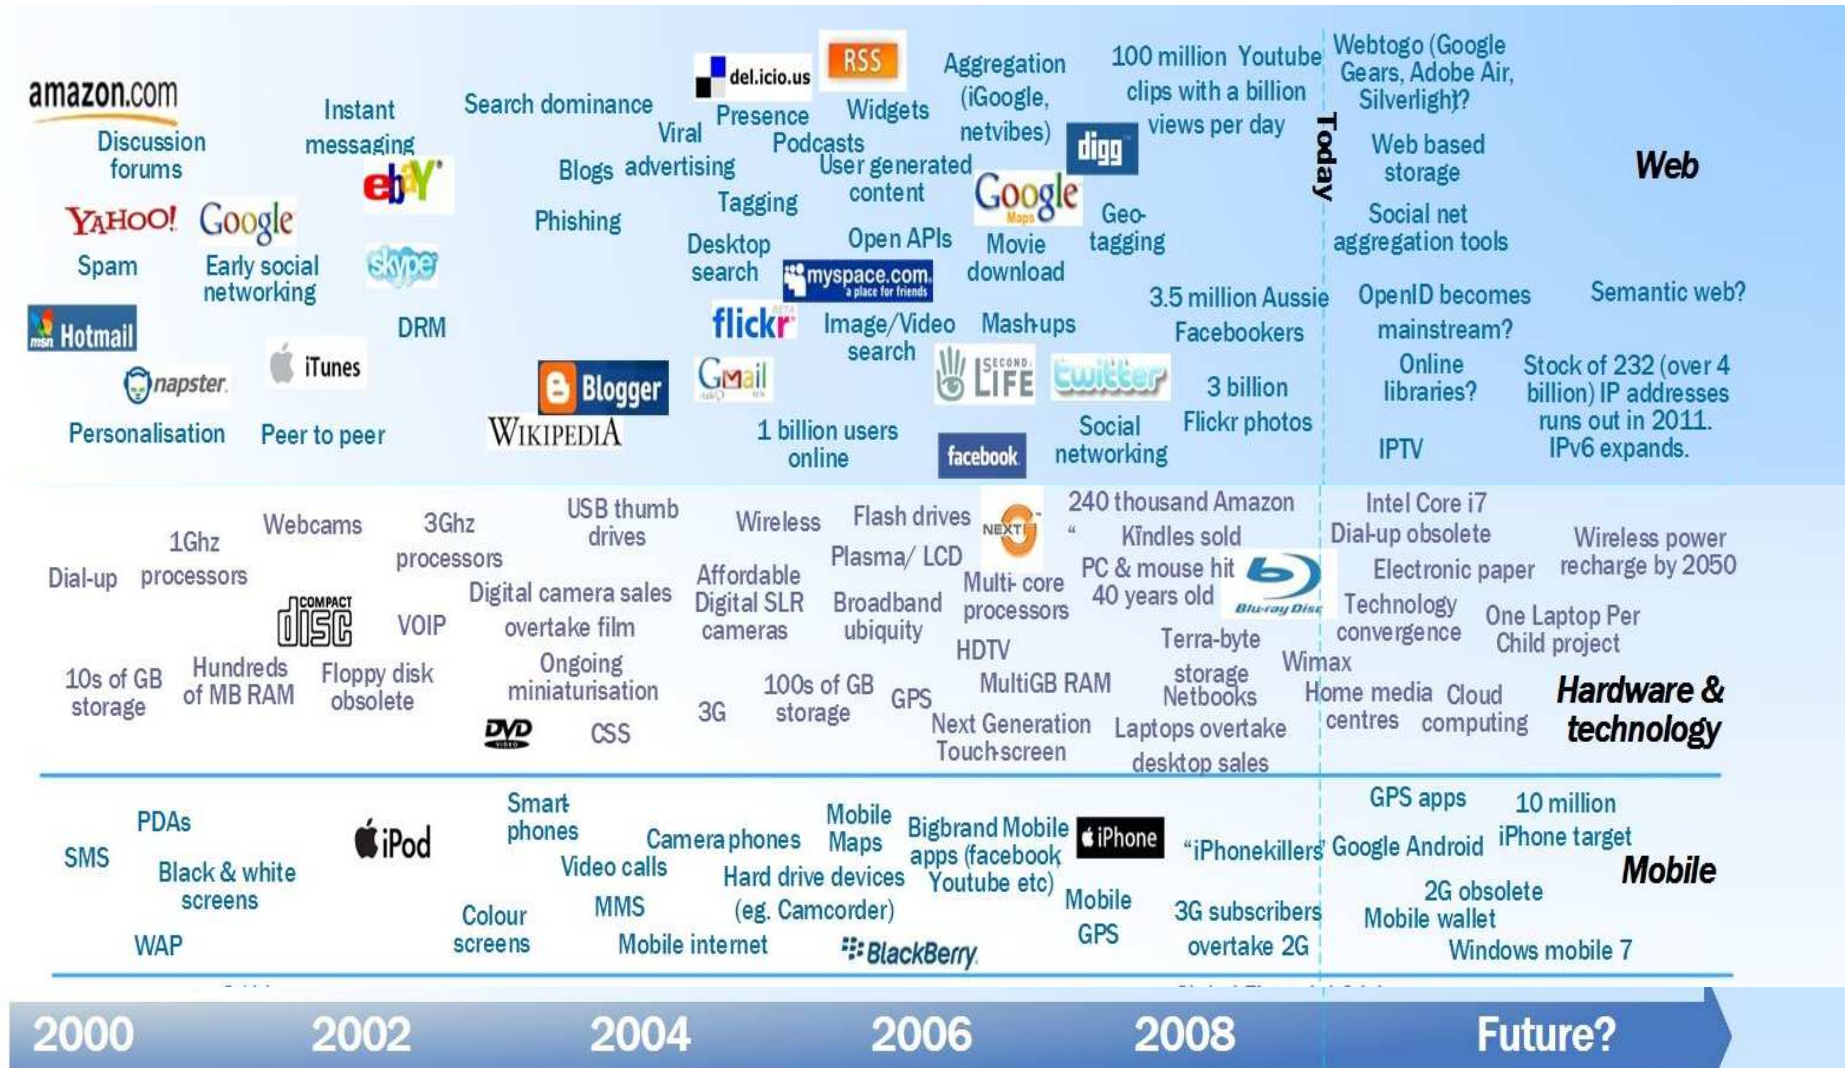 amazon.com
Discussion
forums
YAHOO!
Google
Spam
Early social
networking
msn Hotmail
napster.
Personalisation
Instant
messaging
ebY
skype
DRM
iTunes
Peer to peer
Search dominance
Blogs
Viral
advertising
Phishing
Blogger
WIKIPEDIA
del.icio.us
Presence
Podcasts
Tagging
Desktop
search
flickr
BETA
GMail
1 billion users
online
RSS
Widgets
User generated
content
Open APIs
myspace.com.
a place for friends
Image/Video
search
Aggregation
(iGoogle,
netvibes)
Google
Maps
Movie
download
Mash-ups
SECOND
LIFE
facebook
digg
Geo-
tagging
twitter
Social
networking
100 million Youtube
clips with a billion
views per day
3.5 million Aussie
Facebookers
3 billion
Flickr photos
Today
Webtogo (Google
Gears, Adobe Air,
Silverlight?
Web based
storage
Social net
aggregation tools
OpenID becomes
mainstream?
Online
libraries?
IPTV
Web
Semantic web?
Stock of 232 (over 4
billion) IP addresses
runs out in 2011.
IPv6 expands.
Dial-up
1Ghz
processors
10s of GB
storage
Hundreds
of MB RAM
Webcams
COMPACT
disc
Floppy disk
obsolete
3Ghz
processors
VOIP
USB thumb
drives
Digital camera sales
overtake film
Ongoing
miniaturisation
DVD
VIDEO
CSS
Wireless
Affordable
Digital SLR
cameras
3G
100s of GB
storage
Flash drives
Plasma/ LCD
Broadband
ubiquity
GPS
NEXT G
™
Multi- core
processors
HDTV
MultiGB RAM
Next Generation
Touch-screen
240 thousand Amazon
“ Kindles sold
PC & mouse hit
40 years old
Blu-ray Disc
Terra-byte
storage
Netbooks
Laptops overtake
desktop sales
Wimax
Intel Core i7
Dial-up obsolete
Electronic paper
Technology
convergence
Home media
centres
Cloud
computing
Wireless power
recharge by 2050
One Laptop Per
Child project
Hardware &
technology
SMS
PDAs
Black & white
screens
WAP
iPod
Smart
phones
Video calls
Colour
screens
MMS
Mobile internet
Camera phones
Hard drive devices
(eg. Camcorder)
Mobile
Maps
BlackBerry.
Bigbrand Mobile
apps (facebook,
Youtube etc)
iPhone
Mobile
GPS
“iPhonekillers”
3G subscribers
overtake 2G
GPS apps
Google Android
10 million
iPhone target
2G obsolete
Mobile wallet
Windows mobile 7
Mobile
2000
2002
2004
2006
2008
Future?